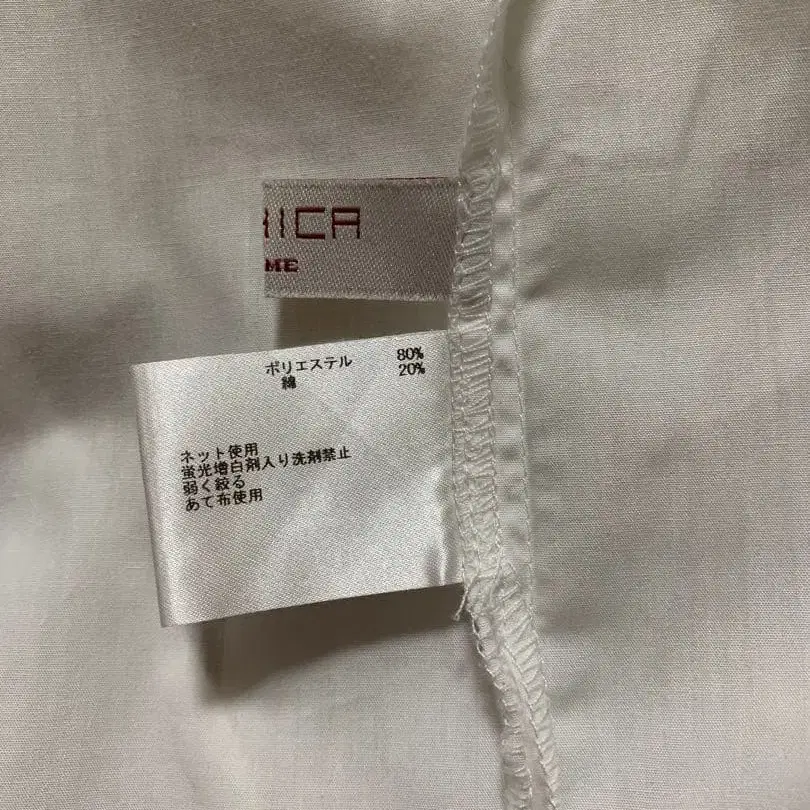 ICA
ME
ポリエステル 80%
綿 20%
ネット使用
蛍光増白剤入り洗剤禁止
弱く絞る
あて布使用